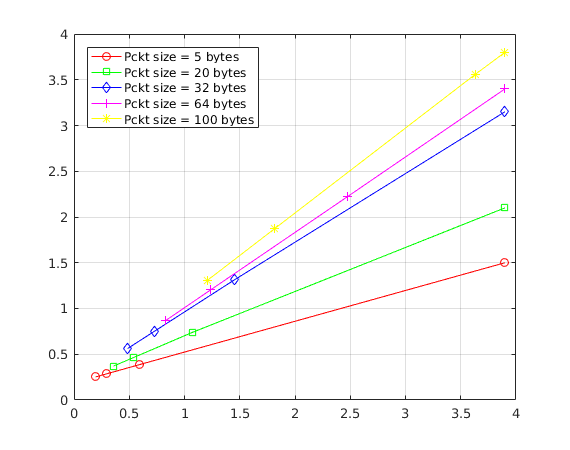 4
3.5
3
2.5
2
1.5
1
0.5
0
Pckt size = 5 bytes
Pckt size = 20 bytes
Pckt size = 32 bytes
Pckt size = 64 bytes
Pckt size = 100 bytes
0 0.5 1 1.5 2 2.5 3 3.5 4